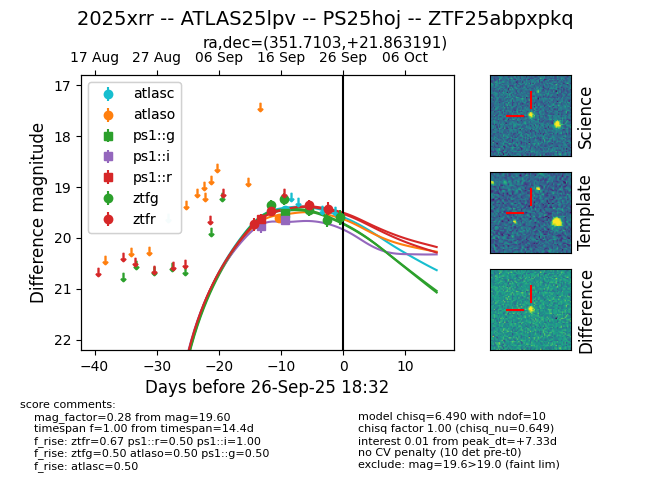 2025xrr -- ATLAS25lpv -- PS25hoj -- ZTF25abpxpkq
ra,dec=(351.7103,+21.863191)
17 Aug 27 Aug 06 Sep 16 Sep 26 Sep 06 Oct
atlasc
atlaso
ps1::g
ps1::i
ps1::r
ztfg
ztfr
17
18
19
20
21
22
Difference magnitude
−40 −30 −20 −10 0 10
Days before 26-Sep-25 18:32
Science
Template
Difference
score comments:
mag_factor=0.28 from mag=19.60
timespan f=1.00 from timespan=14.4d
f_rise: ztfr=0.67 ps1::r=0.50 ps1::i=1.00
f_rise: ztfg=0.50 atlaso=0.50 ps1::g=0.50
f_rise: atlasc=0.50
model chisq=6.490 with ndof=10
chisq factor 1.00 (chisq_nu=0.649)
interest 0.01 from peak_dt=+7.33d
no CV penalty (10 det pre-t0)
exclude: mag=19.6>19.0 (faint lim)